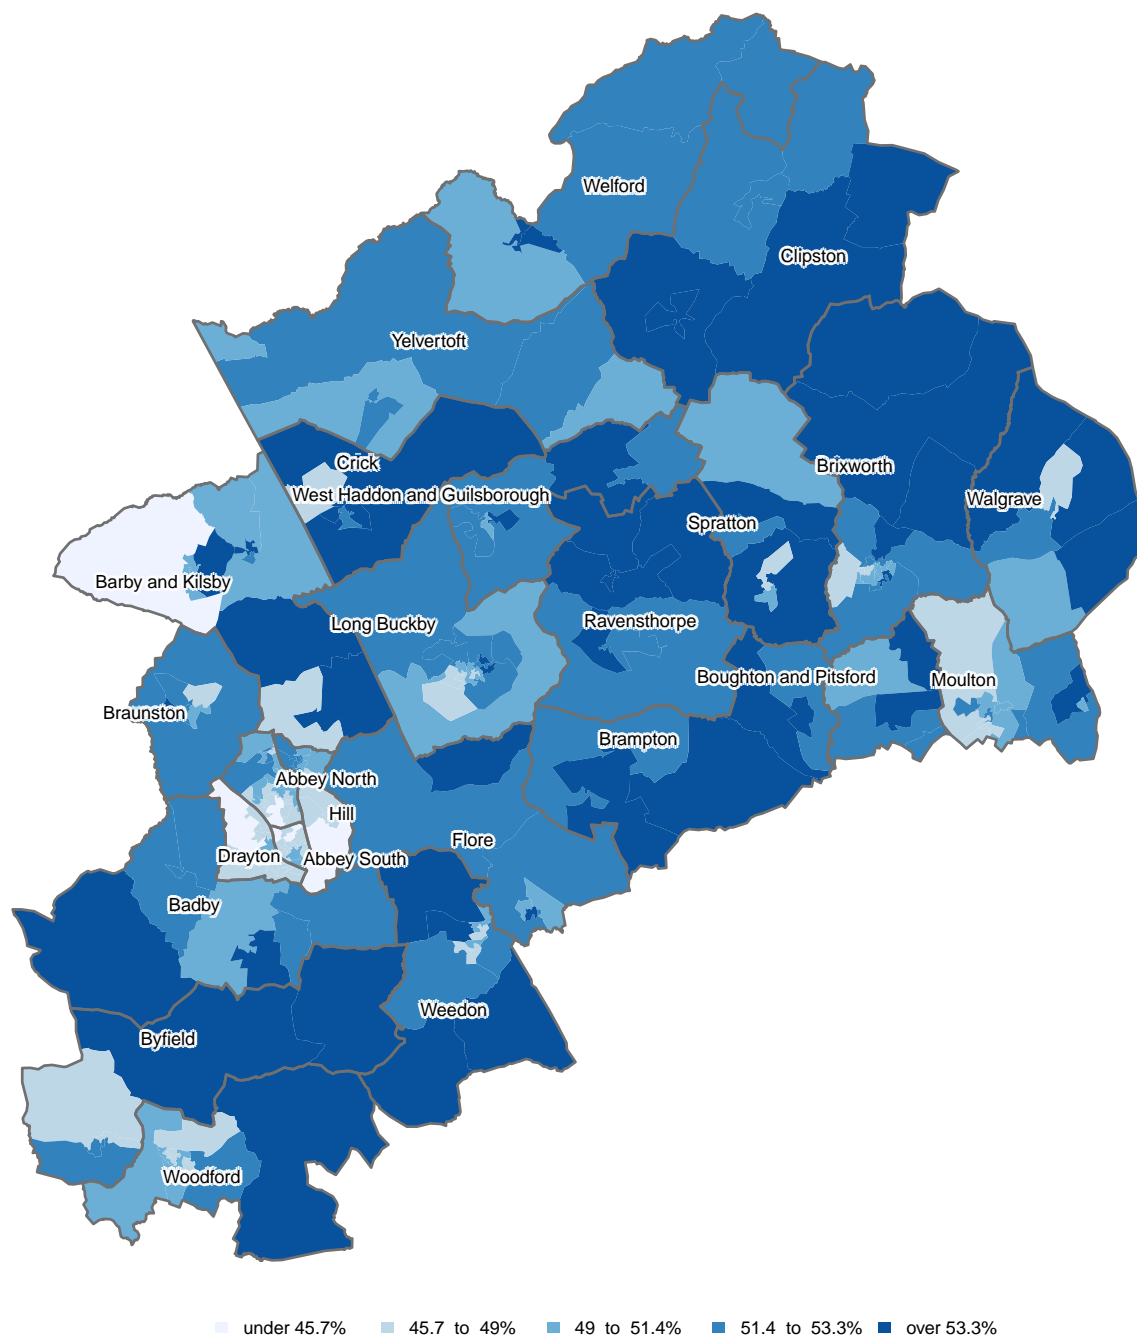 Welford
Clipston
Yelvertoft
Crick
Brixworth
West Haddon and Guilsborough
Walgrave
Spratton
Barby and Kilsby
Long Buckby
Ravensthorpe
Boughton and Pitsford
Moulton
Braunston
Brampton
Abbey North
Hill
Flore
Drayton
Abbey South
Badby
Weedon
Byfield
Woodford
under 45.7%
45.7 to 49%
49 to 51.4%
51.4 to 53.3%
over 53.3%